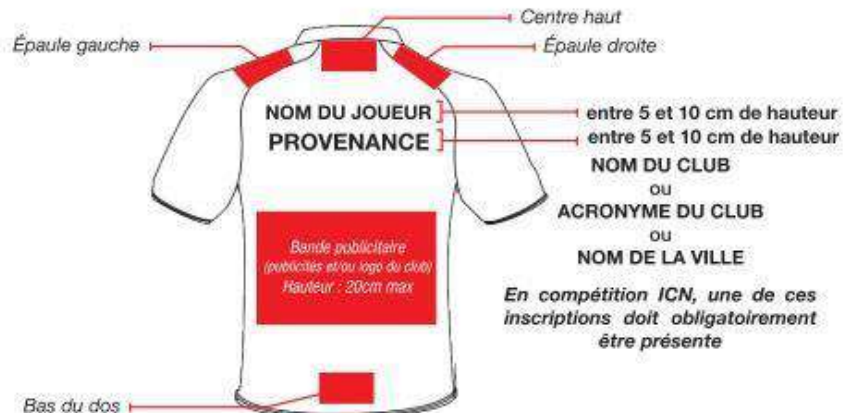 Centre haut
Épaule gauche
Épaule droite
NOM DU JOUEUR
entre 5 et 10 cm de hauteur
PROVENANCE
entre 5 et 10 cm de hauteur
NOM DU CLUB
ou
ACRONYME DU CLUB
ou
NOM DE LA VILLE
Bande publicitaire
(publicités et/ou logo du club)
Hauteur : 20cm max
En compétition ICN, une de ces
inscriptions doit obligatoirement
être présente
Bas du dos